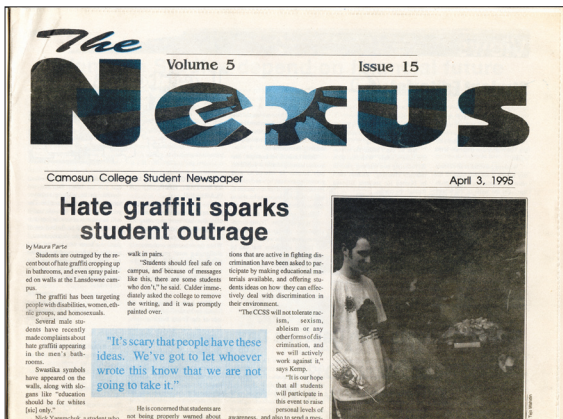 The
Volume 5 Issue 15
Nexus
Camosun College Student Newspaper April 3, 1995
Hate graffiti sparks
student outrage
by Maura Parte
Students are outraged by the re-
cent bout of hate graffiti cropping up
in bathrooms, and even spray paint-
ed on walls at the Lansdowne cam-
pus.
The graffiti has been targeting
people with disabilities, women, eth-
nic groups, and homosexuals.
Several male stu-
dents have recently
made complaints about
hate graffiti appearing
in the men's bath-
rooms.
Swastika symbols
have appeared on the
walls, along with slo-
gans like "education
should be for whites
[sic] only."
walk in pairs.
"Students should feel safe on
campus, and because of messages
like this, there are some students
who don't," he said. Calder imme-
diately asked the college to remove
the writing, and it was promptly
painted over.
"It's scary that people have these
ideas. We've got to let whoever
wrote this know that we are not
going to take it."
He is concerned that students are
not being properly warned about
tions that are active in fighting dis-
crimination have been asked to par-
ticipate by making educational ma-
terials available, and offering stu-
dents ideas on how they can effec-
tively deal with discrimination in
their environment.
"The CCSS will not tolerate rac-
ism, sexism,
ableism or any
other forms of dis-
crimination, and
we will actively
work against it,"
says Kemp.
"It is our hope
that all students
will participate in
this event to raise
personal levels of
awareness, and also to send a mes-